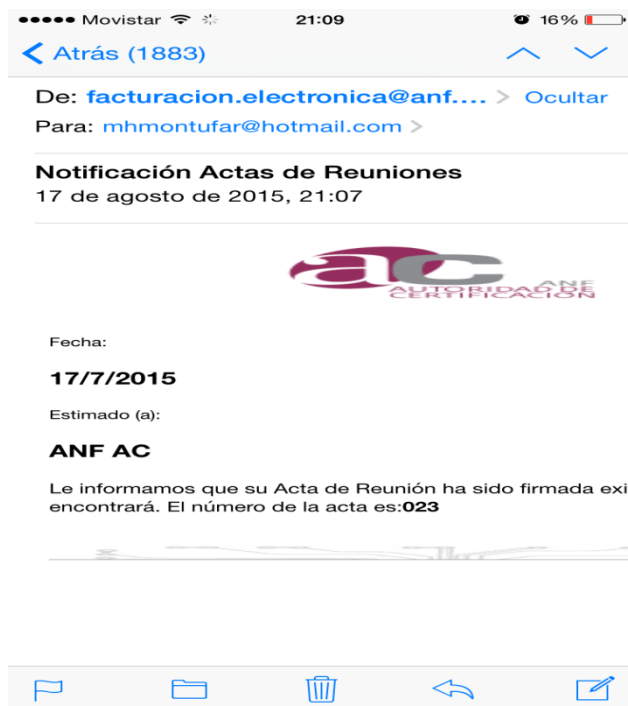 Movistar 21:09 16%
Atrás (1883)
De: facturacion.electronica@anf.... > Ocultar
Para: mhmontufar@hotmail.com >
Notificación Actas de Reuniones
17 de agosto de 2015, 21:07
ac
ANF
AUTORIDAD DE
CERTIFICACIÓN
Fecha:
17/7/2015
Estimado (a):
ANF AC
Le informamos que su Acta de Reunión ha sido firmada exi
encontrará. El número de la acta es:023